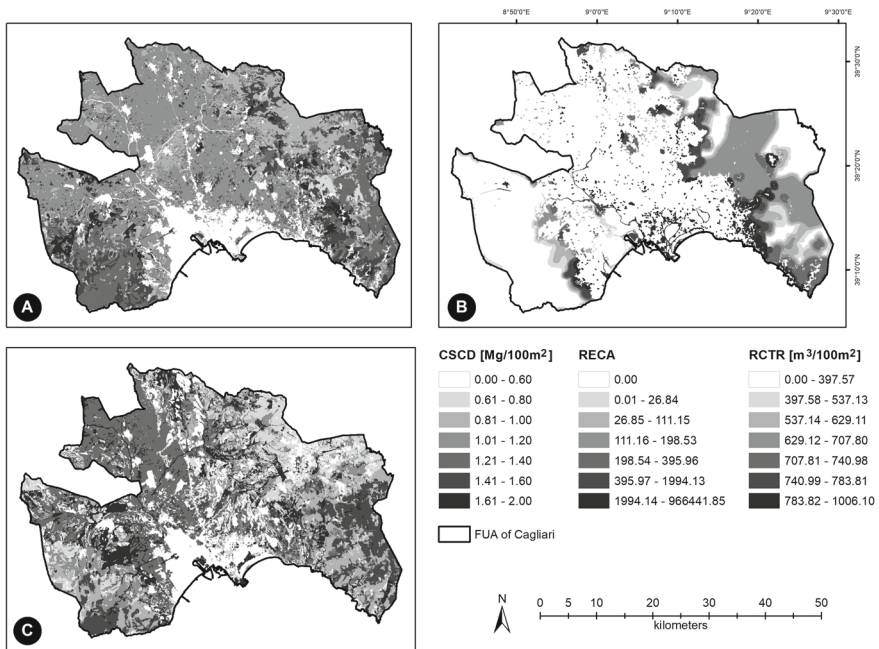 8°50'0"E 9°0'0"E 9°10'0"E 9°20'0"E 9°30'0"E
39°30'0"N
39°20'0"N
39°10'0"N
A
B
C
CSCD [Mg/100m²]
0.00 - 0.60
0.61 - 0.80
0.81 - 1.00
1.01 - 1.20
1.21 - 1.40
1.41 - 1.60
1.61 - 2.00
RECA
0.00
0.01 - 26.84
26.85 - 111.15
111.16 - 198.53
198.54 - 395.96
395.97 - 1994.13
1994.14 - 966441.85
RCTR [m³/100m²]
0.00 - 397.57
397.58 - 537.13
537.14 - 629.11
629.12 - 707.80
707.81 - 740.98
740.99 - 783.81
783.82 - 1006.10
FUA of Cagliari
N
0 5 10 20 30 40 50
kilometers